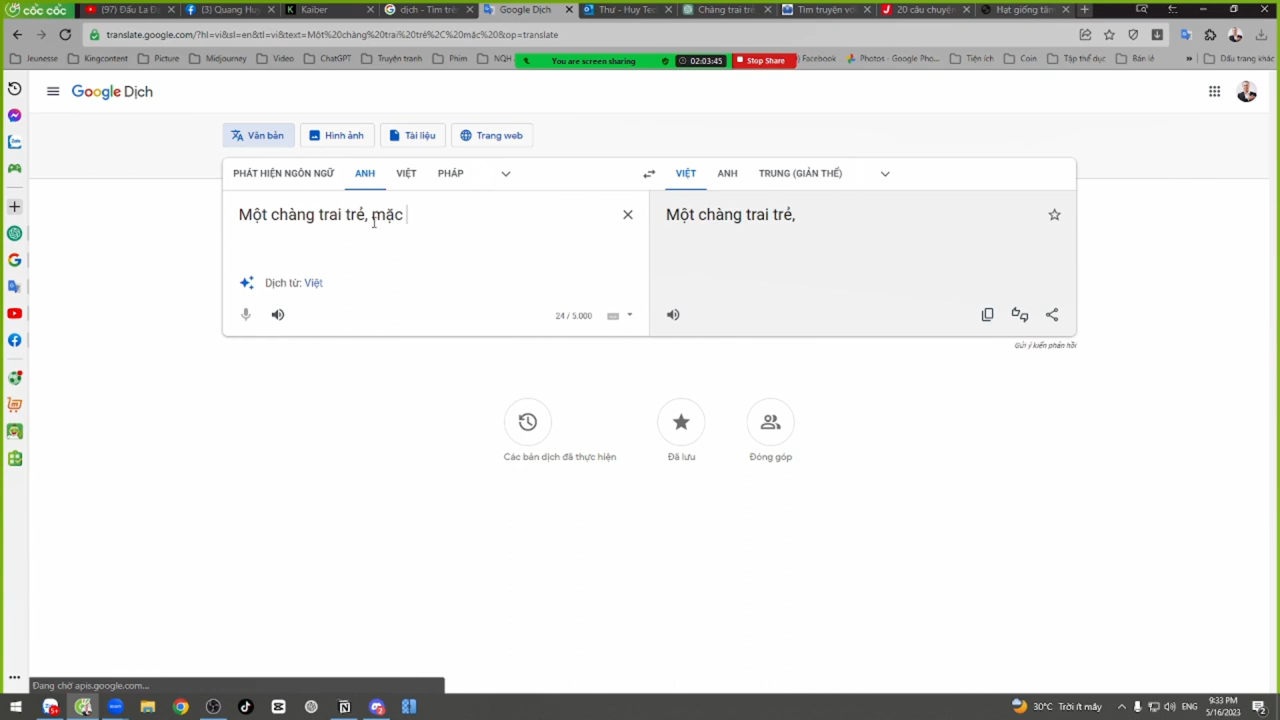 cốc cốc
(97) Đấu La Đ
(3) Quang Huy
Kaiber
dịch - Tìm trê
Google Dịch
Thư - Huy Tec
Chàng trai trẻ
Tìm truyện vớ
20 câu chuyện
Hạt giống tâm
translate.google.com/?hl=vi&sl=en&tl=vi&text=Một%20chàng%20trai%20trẻ%2C%20mặc%20&op=translate
Jeunesse
Kingcontent
Picture
Midjourney
Video
ChatGPT
Truyện tranh
Phim
NQH
You are screen sharing
02:03:45
Stop Share
Facebook
Photos - Google Pho...
Tiện ích
Coin
Tập thể dục
Bán lẻ
»
Dấu trang khác
Google Dịch
Văn bản
Hình ảnh
Tài liệu
Trang web
PHÁT HIỆN NGÔN NGỮ
ANH
VIỆT
PHÁP
VIỆT
ANH
TRUNG (GIẢN THỂ)
Một chàng trai trẻ, mặc
Một chàng trai trẻ,
Dịch từ: Việt
24 / 5.000
Gửi ý kiến phản hồi
Các bản dịch đã thực hiện
Đã lưu
Đóng góp
Đang chờ apis.google.com...
30°C Trời ít mây
ENG
9:33 PM
5/16/2023